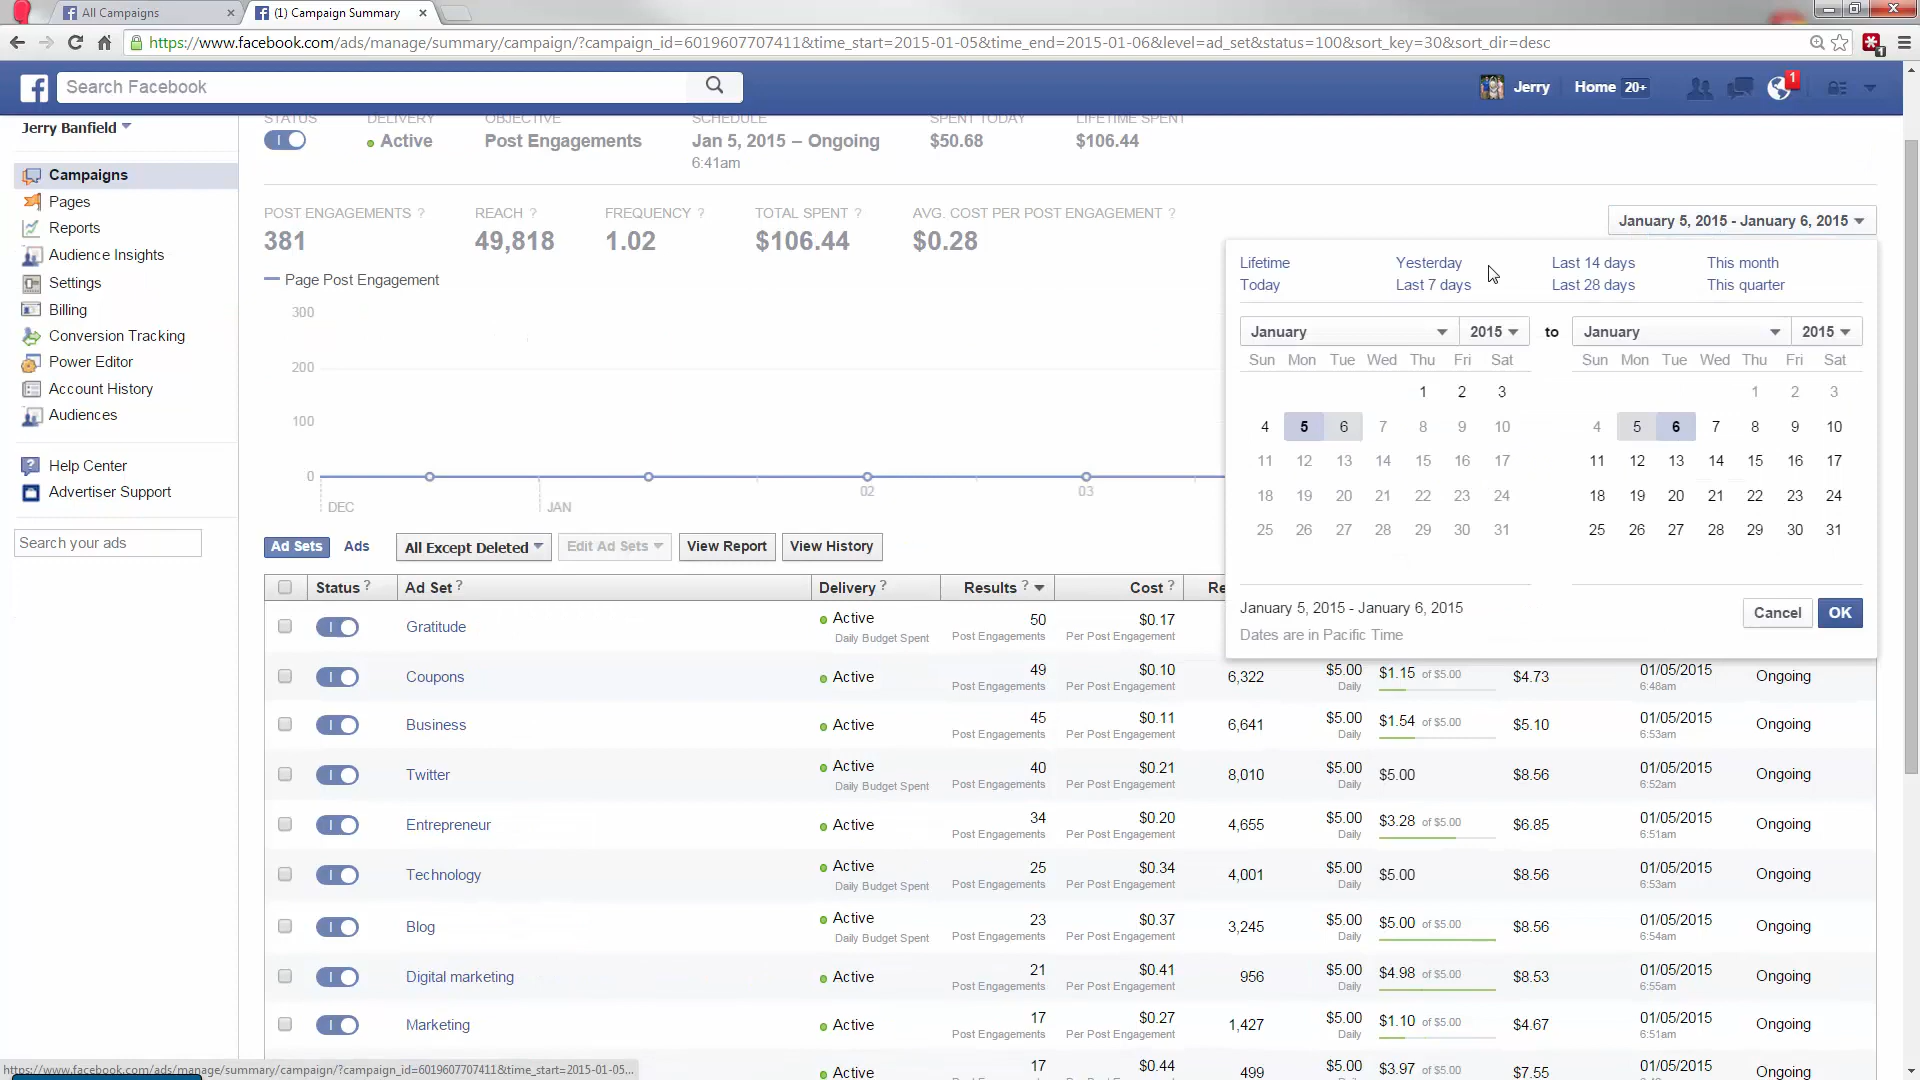 All Campaigns
(1) Campaign Summary
https://www.facebook.com/ads/manage/summary/campaign/?campaign_id=6019607707411&time_start=2015-01-05&time_end=2015-01-06&level=ad_set&status=100&sort_key=30&sort_dir=desc
1
Search Facebook
Jerry
Home 20+
1
Jerry Banfield
Campaigns
Pages
Reports
Audience Insights
Settings
Billing
Conversion Tracking
Power Editor
Account History
Audiences
Help Center
Advertiser Support
Search your ads
STATUS DELIVERY OBJECTIVE SCHEDULE SPENT TODAY LIFETIME SPENT
Active Post Engagements Jan 5, 2015 – Ongoing $50.68 $106.44
6:41am
POST ENGAGEMENTS ? REACH ? FREQUENCY ? TOTAL SPENT ? AVG. COST PER POST ENGAGEMENT ?
381 49,818 1.02 $106.44 $0.28
January 5, 2015 - January 6, 2015
Page Post Engagement
300
200
100
0
02 03
DEC JAN
Lifetime Yesterday Last 14 days This month
Today Last 7 days Last 28 days This quarter
January 2015 to January 2015
Sun Mon Tue Wed Thu Fri Sat Sun Mon Tue Wed Thu Fri Sat
1 2 3 1 2 3
4 5 6 7 8 9 10 4 5 6 7 8 9 10
11 12 13 14 15 16 17 11 12 13 14 15 16 17
18 19 20 21 22 23 24 18 19 20 21 22 23 24
25 26 27 28 29 30 31 25 26 27 28 29 30 31
January 5, 2015 - January 6, 2015
Dates are in Pacific Time
Cancel OK
Ad Sets Ads All Except Deleted Edit Ad Sets View Report View History
Status ? Ad Set ? Delivery ? Results ? Cost ? Re
Gratitude Active 50 $0.17
Daily Budget Spent Post Engagements Per Post Engagement
Coupons Active 49 $0.10 6,322 $5.00 $1.15 of $5.00 $4.73 01/05/2015 Ongoing
Post Engagements Per Post Engagement Daily 6:48am
Business Active 45 $0.11 6,641 $5.00 $1.54 of $5.00 $5.10 01/05/2015 Ongoing
Post Engagements Per Post Engagement Daily 6:53am
Twitter Active 40 $0.21 8,010 $5.00 $5.00 $8.56 01/05/2015 Ongoing
Daily Budget Spent Post Engagements Per Post Engagement Daily 6:52am
Entrepreneur Active 34 $0.20 4,655 $5.00 $3.28 of $5.00 $6.85 01/05/2015 Ongoing
Post Engagements Per Post Engagement Daily 6:51am
Technology Active 25 $0.34 4,001 $5.00 $5.00 $8.56 01/05/2015 Ongoing
Daily Budget Spent Post Engagements Per Post Engagement Daily 6:53am
Blog Active 23 $0.37 3,245 $5.00 $5.00 of $5.00 $8.56 01/05/2015 Ongoing
Daily Budget Spent Post Engagements Per Post Engagement Daily 6:54am
Digital marketing Active 21 $0.41 956 $5.00 $4.98 of $5.00 $8.53 01/05/2015 Ongoing
Post Engagements Per Post Engagement Daily 6:55am
Marketing Active 17 $0.27 1,427 $5.00 $1.10 of $5.00 $4.67 01/05/2015 Ongoing
Post Engagements Per Post Engagement Daily 6:51am
Active 17 $0.44 499 $5.00 $3.97 of $5.00 $7.55 01/05/2015 Ongoing
https://www.facebook.com/ads/manage/summary/campaign/?campaign_id=6019607707411&time_start=2015-01-05...